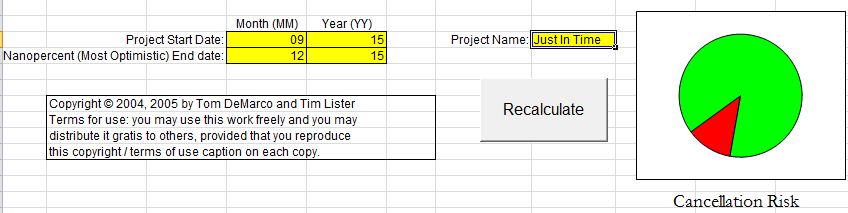 Month (MM) Year (YY)
Project Start Date: 09 15 Project Name: Just In Time
Nanopercent (Most Optimistic) End date: 12 15
Copyright © 2004, 2005 by Tom DeMarco and Tim Lister
Terms for use: you may use this work freely and you may
distribute it gratis to others, provided that you reproduce
this copyright / terms of use caption on each copy.
Recalculate
Cancellation Risk